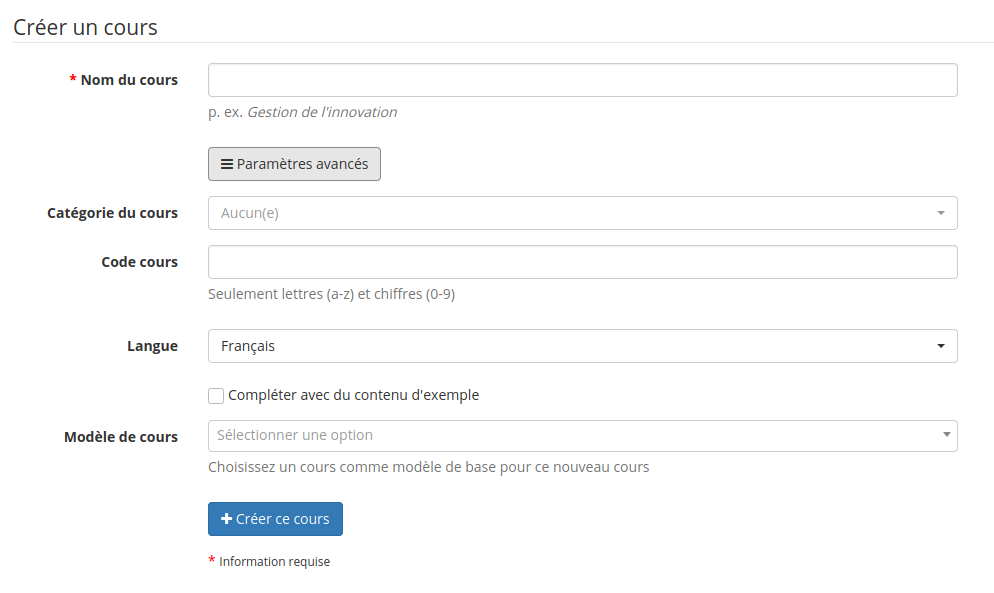 Créer un cours
* Nom du cours
p. ex. Gestion de l'innovation
Paramètres avancés
Catégorie du cours
Aucun(e)
Code cours
Seulement lettres (a-z) et chiffres (0-9)
Langue
Français
Compléter avec du contenu d'exemple
Modèle de cours
Sélectionner une option
Choisissez un cours comme modèle de base pour ce nouveau cours
Créer ce cours
* Information requise